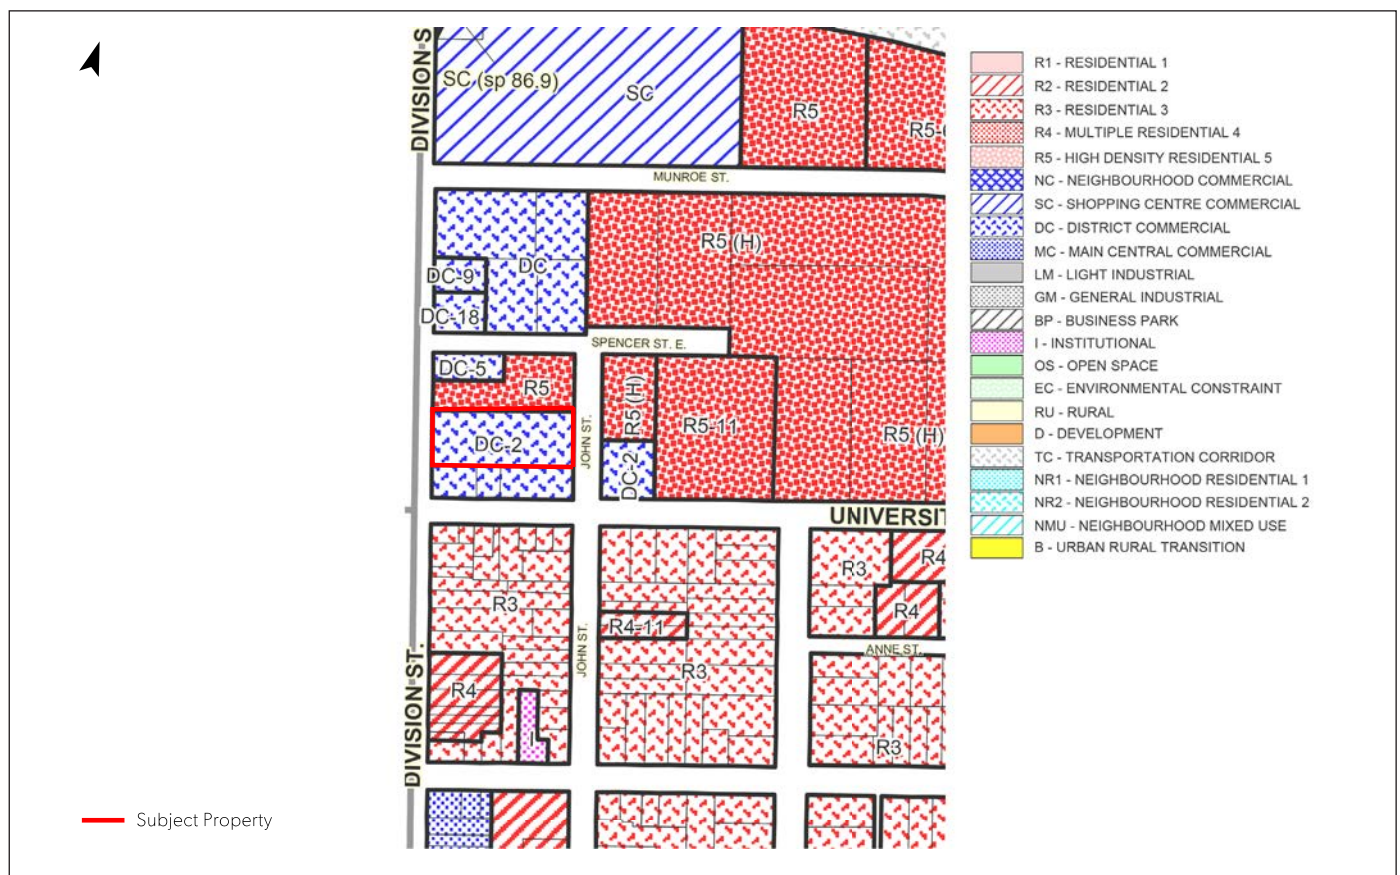 DIVISION S
SC (sp 86.9)
SC
R5
R5-6
MUNROE ST.
R5 (H)
DC
DC-9
DC-18
SPENCER ST. E.
DC-5
R5
R5 (H)
R5-11
R5 (H)
DC-2
JOHN ST.
DC-2
UNIVERSIT
R3
R4
R3
R4
R4-11
JOHN ST.
ANNE ST.
R3
R4
DIVISION ST.
R3
R1 - RESIDENTIAL 1
R2 - RESIDENTIAL 2
R3 - RESIDENTIAL 3
R4 - MULTIPLE RESIDENTIAL 4
R5 - HIGH DENSITY RESIDENTIAL 5
NC - NEIGHBOURHOOD COMMERCIAL
SC - SHOPPING CENTRE COMMERCIAL
DC - DISTRICT COMMERCIAL
MC - MAIN CENTRAL COMMERCIAL
LM - LIGHT INDUSTRIAL
GM - GENERAL INDUSTRIAL
BP - BUSINESS PARK
I - INSTITUTIONAL
OS - OPEN SPACE
EC - ENVIRONMENTAL CONSTRAINT
RU - RURAL
D - DEVELOPMENT
TC - TRANSPORTATION CORRIDOR
NR1 - NEIGHBOURHOOD RESIDENTIAL 1
NR2 - NEIGHBOURHOOD RESIDENTIAL 2
NMU - NEIGHBOURHOOD MIXED USE
B - URBAN RURAL TRANSITION
Subject Property